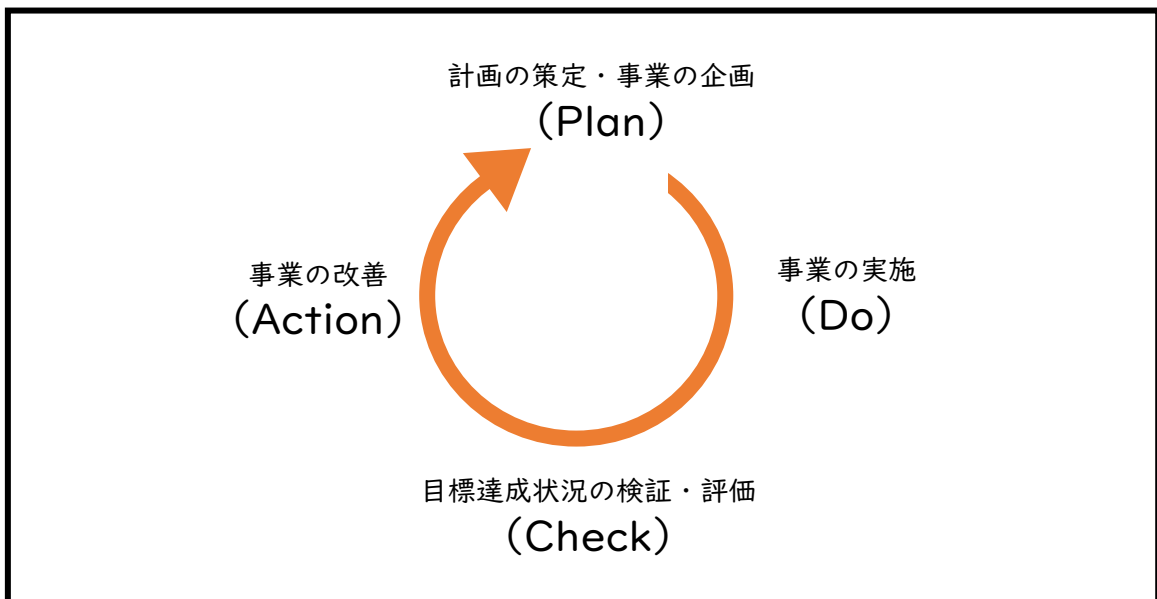 計画の策定・事業の企画
（Plan）
事業の実施
（Do）
目標達成状況の検証・評価
（Check）
事業の改善
（Action）